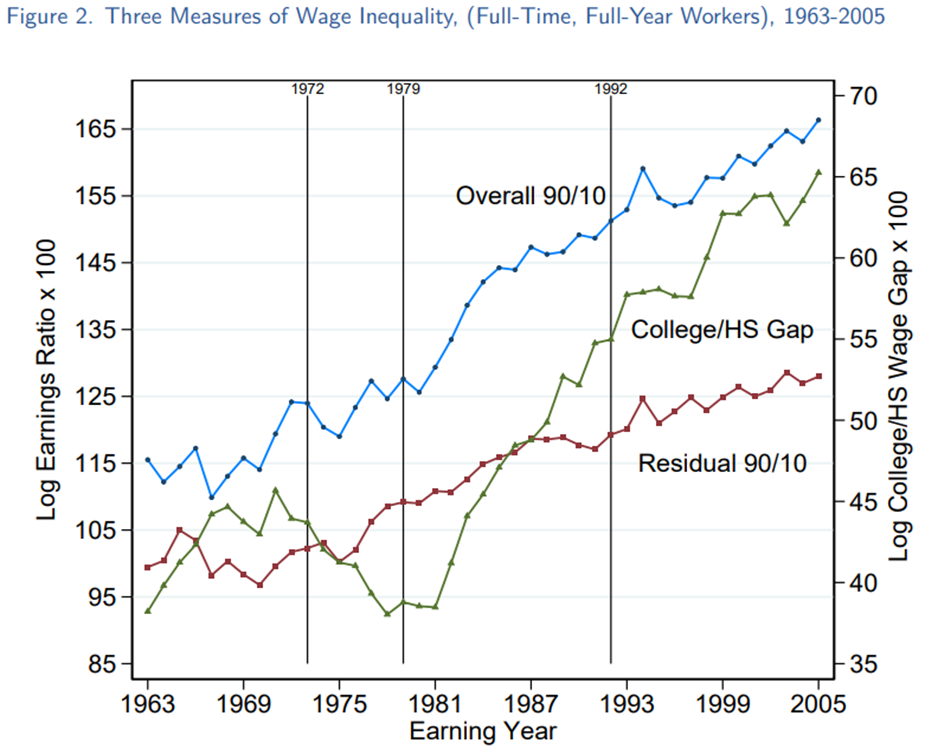 Figure 2. Three Measures of Wage Inequality, (Full-Time, Full-Year Workers), 1963-2005
1972 1979 1992
70
165
65
155
Overall 90/10
60
145
135
College/HS Gap
55
125
50
115
Residual 90/10
45
105
40
95
85
35
Log Earnings Ratio x 100
Log College/HS Wage Gap x 100
1963 1969 1975 1981 1987 1993 1999 2005
Earning Year